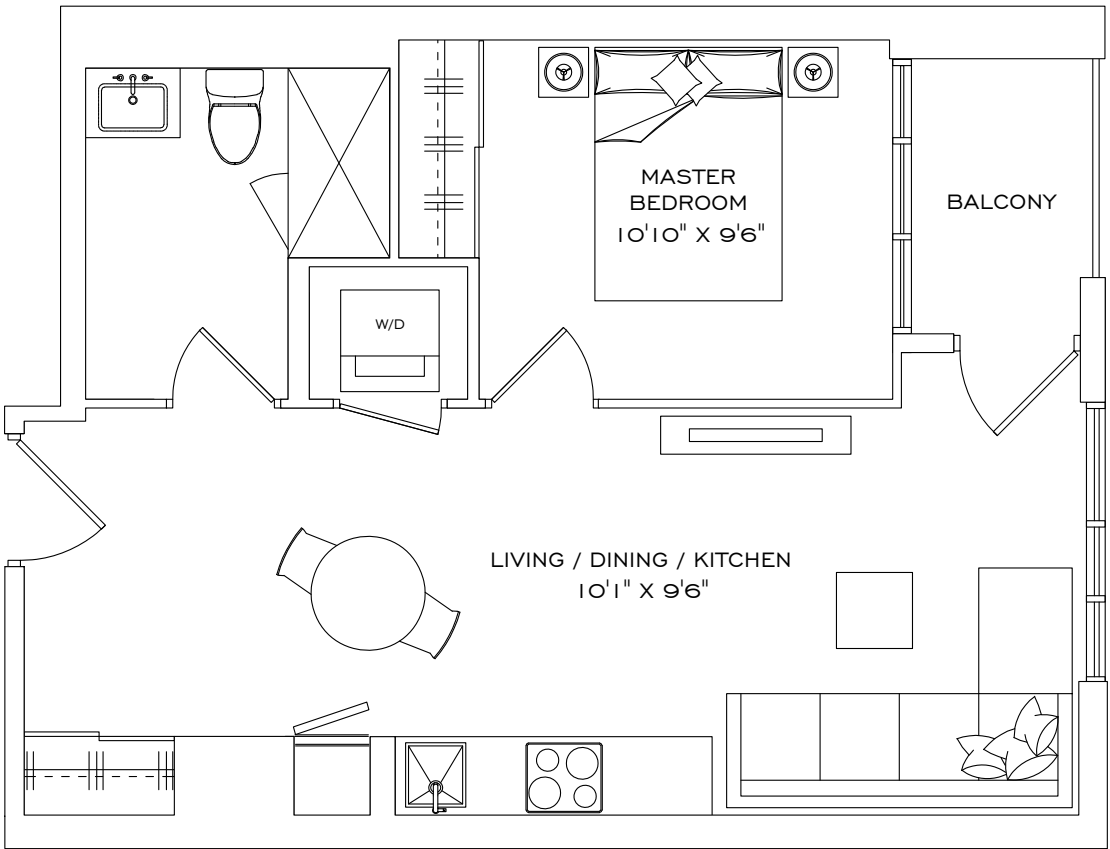 MASTER
BEDROOM
10'10" X 9'6"
BALCONY
W/D
LIVING / DINING / KITCHEN
10'1" X 9'6"